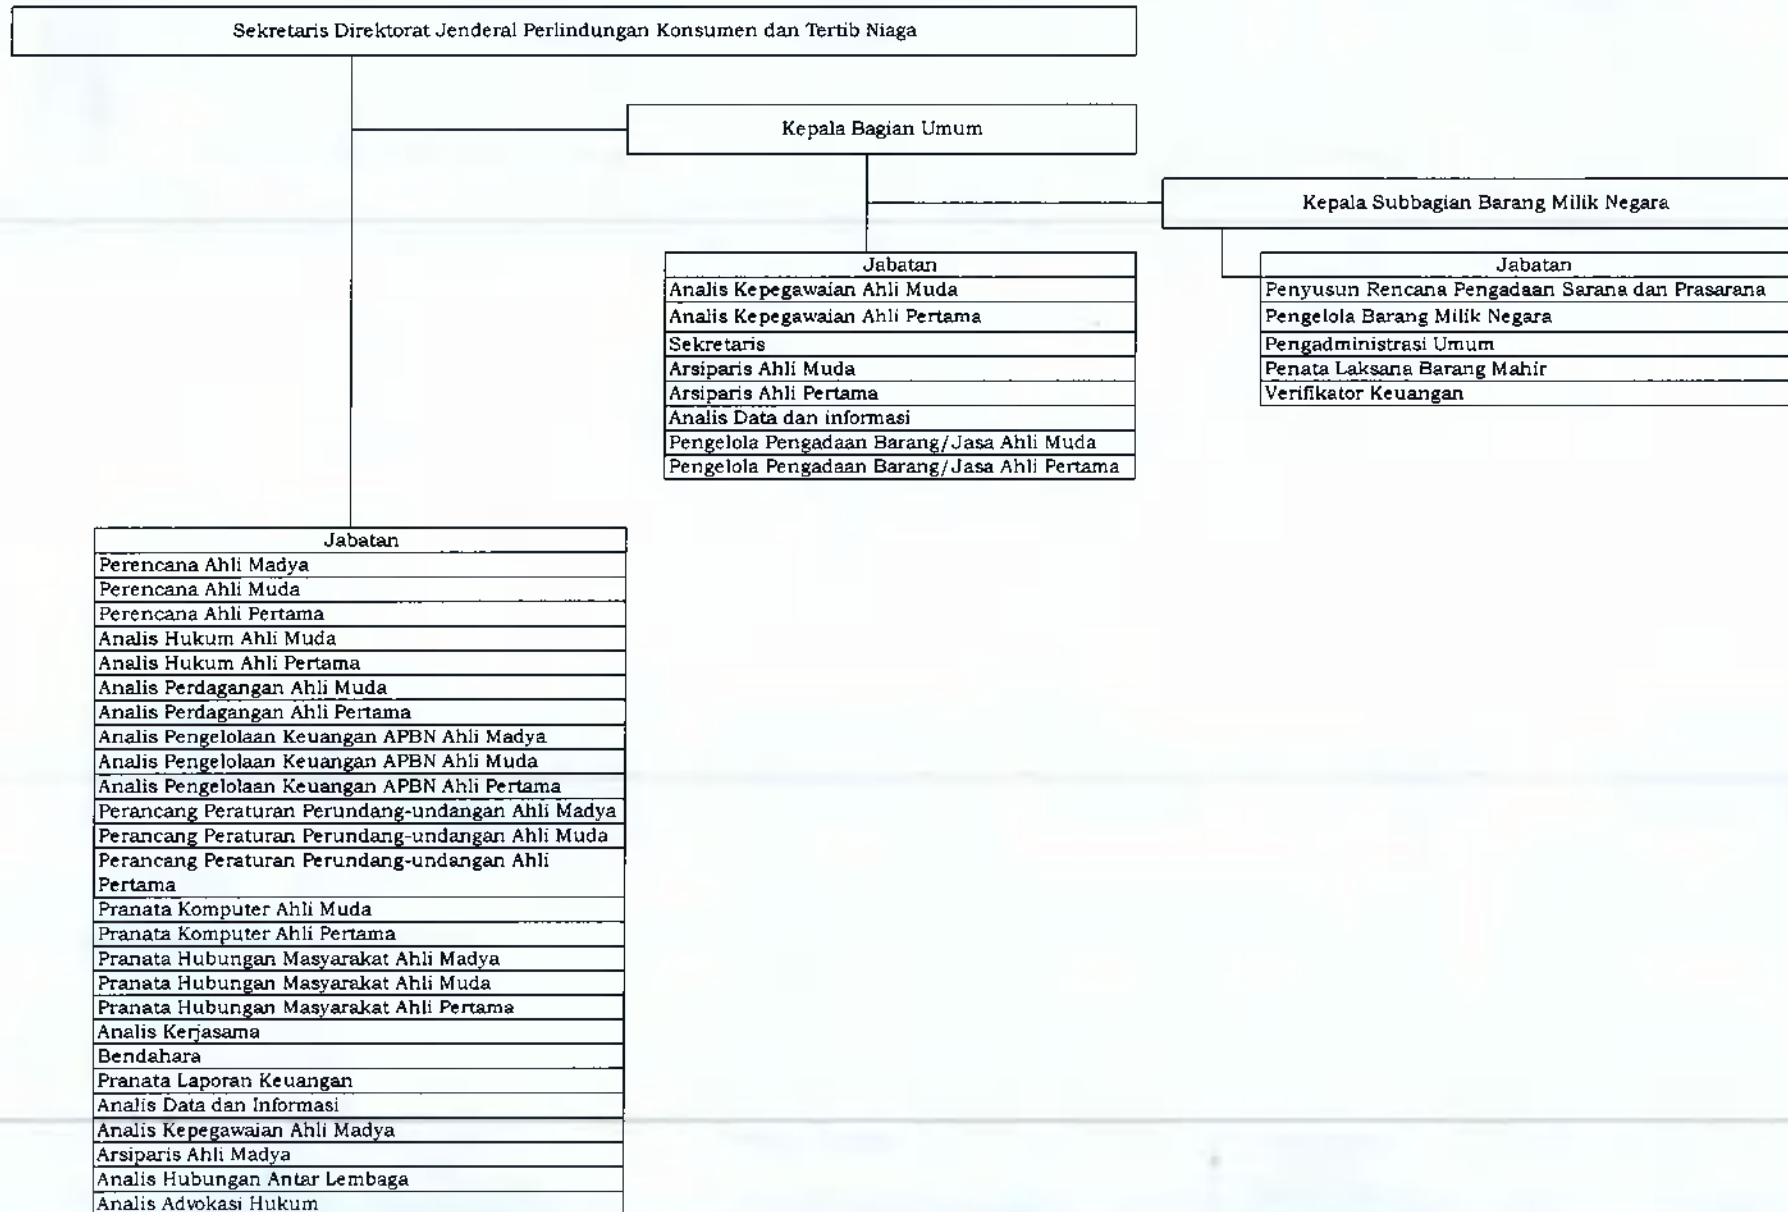 Sekretaris Direktorat Jenderal Perlindungan Konsumen dan Tertib Niaga
Kepala Bagian Umum
Kepala Subbagian Barang Milik Negara
Jabatan
Analis Kepegawaian Ahli Muda
Analis Kepegawaian Ahli Pertama
Sekretaris
Arsiparis Ahli Muda
Arsiparis Ahli Pertama
Analis Data dan informasi
Pengelola Pengadaan Barang/Jasa Ahli Muda
Pengelola Pengadaan Barang/Jasa Ahli Pertama
Jabatan
Penyusun Rencana Pengadaan Sarana dan Prasarana
Pengelola Barang Milik Negara
Pengadministrasi Umum
Penata Laksana Barang Mahir
Verifikator Keuangan
Jabatan
Perencana Ahli Madya
Perencana Ahli Muda
Perencana Ahli Pertama
Analis Hukum Ahli Muda
Analis Hukum Ahli Pertama
Analis Perdagangan Ahli Muda
Analis Perdagangan Ahli Pertama
Analis Pengelolaan Keuangan APBN Ahli Madya
Analis Pengelolaan Keuangan APBN Ahli Muda
Analis Pengelolaan Keuangan APBN Ahli Pertama
Perancang Peraturan Perundang-undangan Ahli Madya
Perancang Peraturan Perundang-undangan Ahli Muda
Perancang Peraturan Perundang-undangan Ahli
Pertama
Pranata Komputer Ahli Muda
Pranata Komputer Ahli Pertama
Pranata Hubungan Masyarakat Ahli Madya
Pranata Hubungan Masyarakat Ahli Muda
Pranata Hubungan Masyarakat Ahli Pertama
Analis Kerjasama
Bendahara
Pranata Laporan Keuangan
Analis Data dan Informasi
Analis Kepegawaian Ahli Madya
Arsiparis Ahli Madya
Analis Hubungan Antar Lembaga
Analis Advokasi Hukum